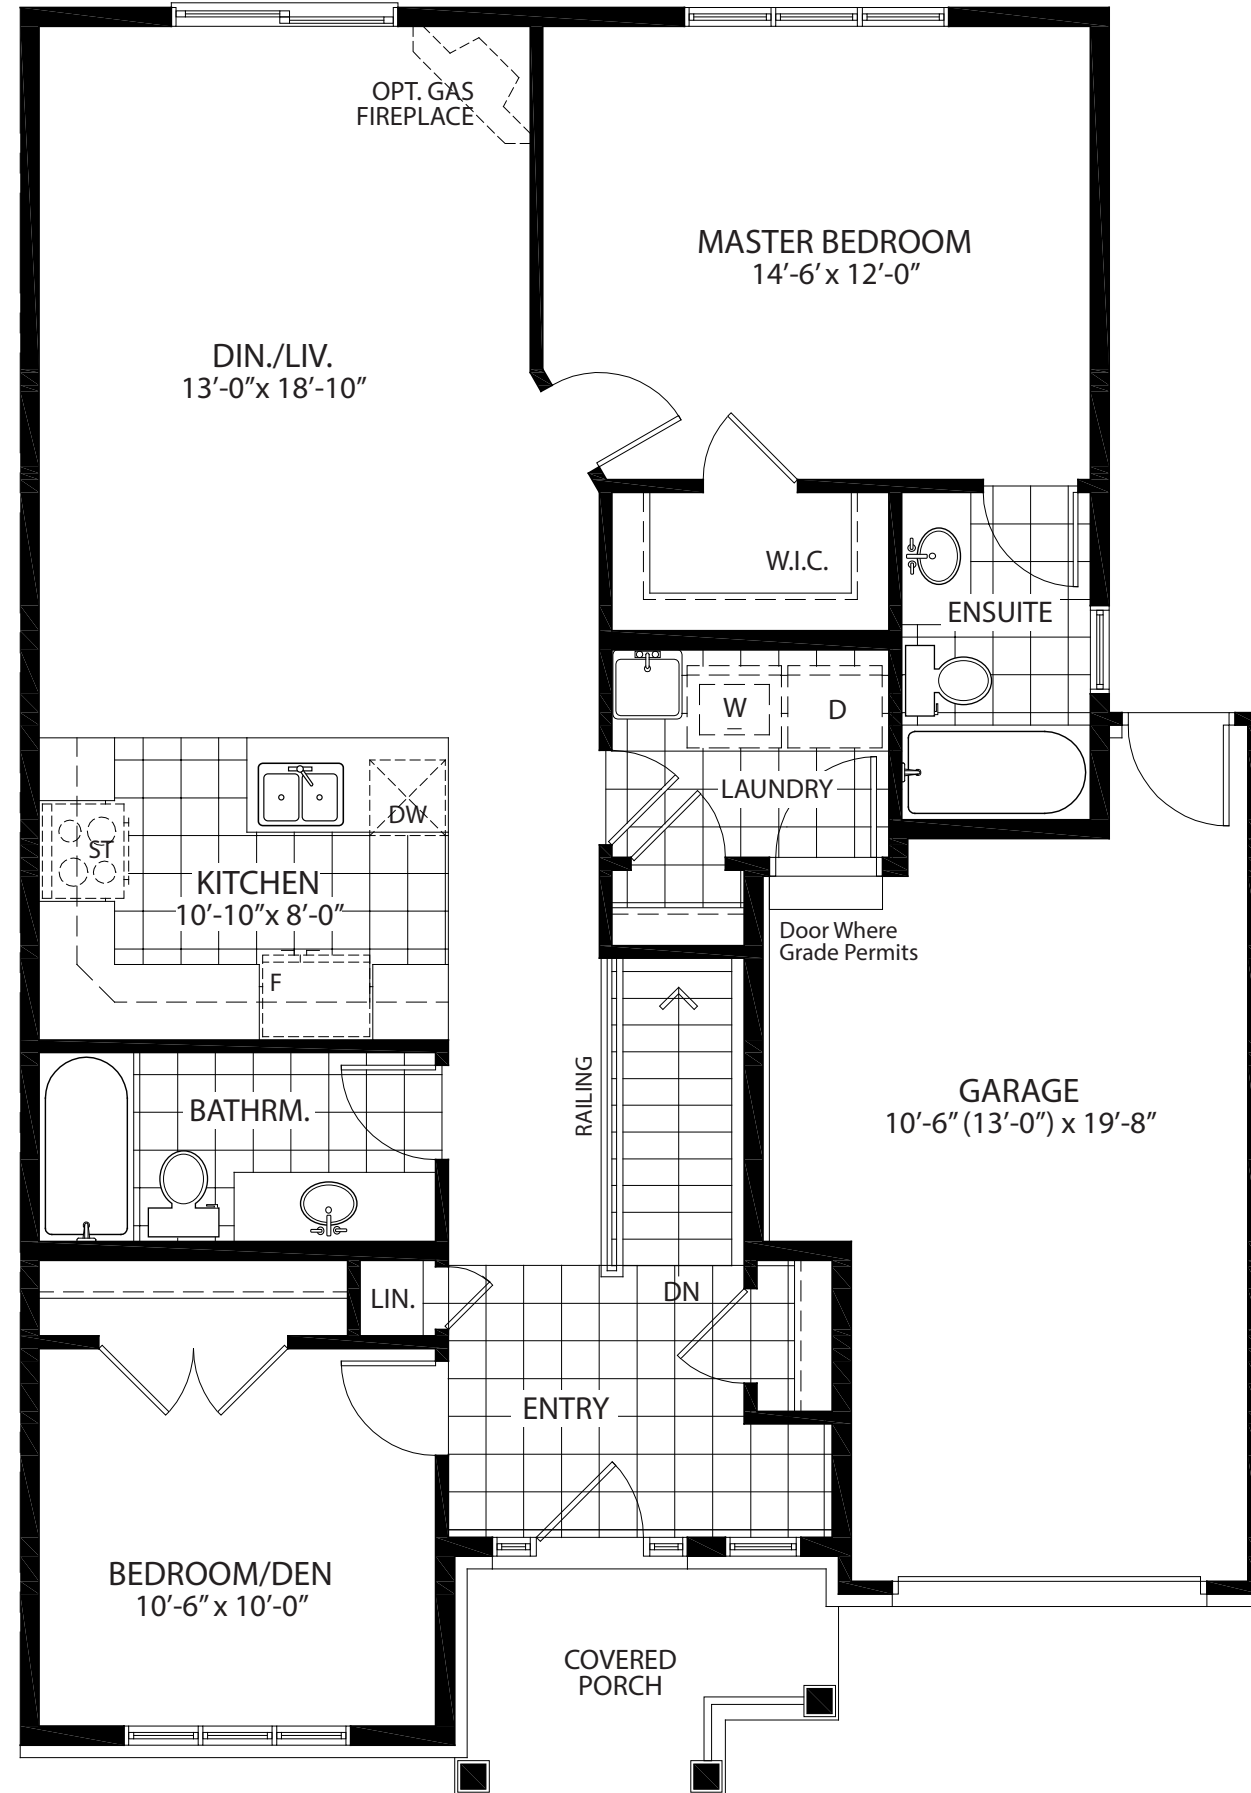 OPT. GAS
FIREPLACE
MASTER BEDROOM
14’-6’ x 12’-0”
DIN./LIV.
13’-0”x 18’-10”
W.I.C.
ENSUITE
W
D
LAUNDRY
DW
ST
KITCHEN
10’-10”x 8’-0”
F
Door Where
Grade Permits
RAILING
BATHRM.
GARAGE
10’-6” (13’-0”) x 19’-8”
DN
LIN.
ENTRY
BEDROOM/DEN
10’-6” x 10’-0”
COVERED
PORCH